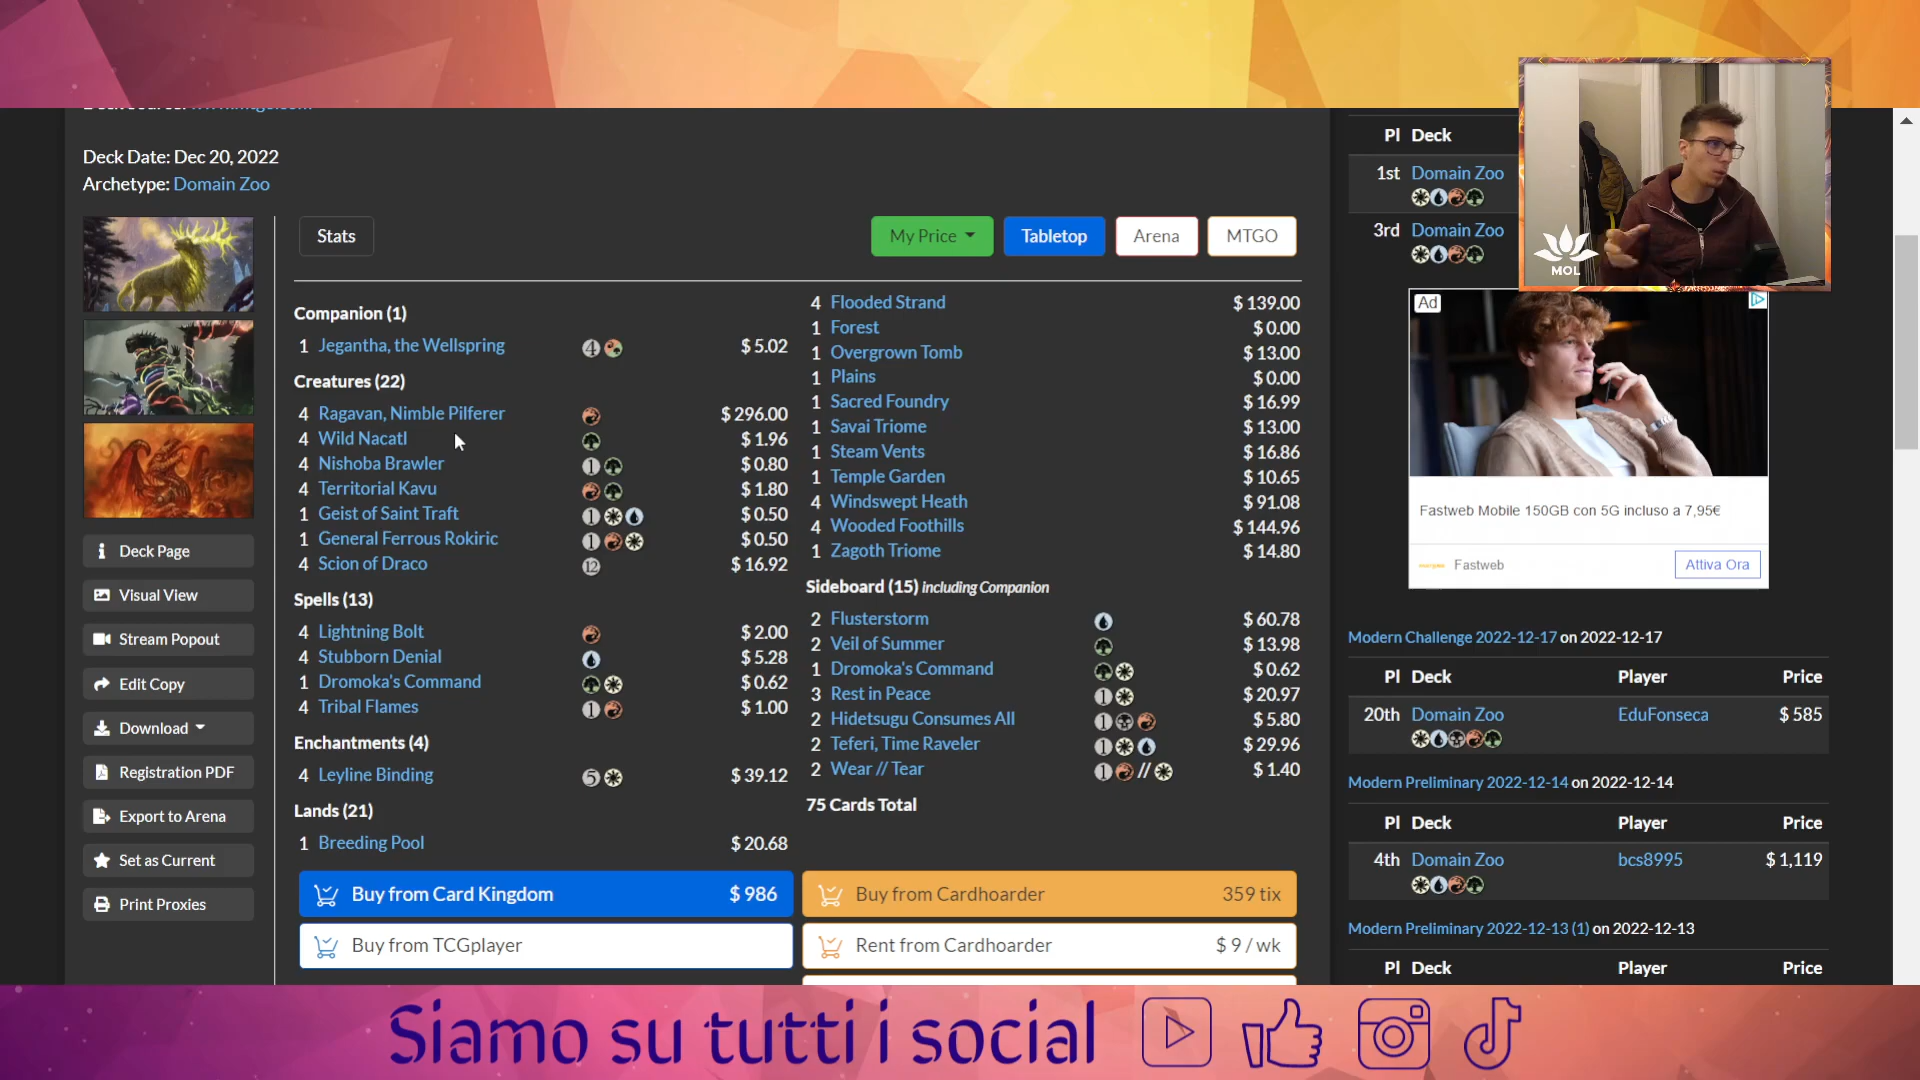 Deck Date: Dec 20, 2022
Archetype: Domain Zoo
Stats
My Price
Tabletop
Arena
MTGO
Companion (1)
1 Jegantha, the Wellspring 4 $ 5.02
Creatures (22)
4 Ragavan, Nimble Pilferer $ 296.00
4 Wild Nacatl $ 1.96
4 Nishoba Brawler 1 $ 0.80
4 Territorial Kavu $ 1.80
1 Geist of Saint Traft 1 $ 0.50
1 General Ferrous Rokiric 1 $ 0.50
4 Scion of Draco 12 $ 16.92
Spells (13)
4 Lightning Bolt $ 2.00
4 Stubborn Denial $ 5.28
1 Dromoka's Command $ 0.62
4 Tribal Flames 1 $ 1.00
Enchantments (4)
4 Leyline Binding 5 $ 39.12
Lands (21)
1 Breeding Pool $ 20.68
4 Flooded Strand $ 139.00
1 Forest $ 0.00
1 Overgrown Tomb $ 13.00
1 Plains $ 0.00
1 Sacred Foundry $ 16.99
1 Savai Triome $ 13.00
1 Steam Vents $ 16.86
1 Temple Garden $ 10.65
4 Windswept Heath $ 91.08
4 Wooded Foothills $ 144.96
1 Zagoth Triome $ 14.80
Sideboard (15) including Companion
2 Flusterstorm $ 60.78
2 Veil of Summer $ 13.98
1 Dromoka's Command $ 0.62
3 Rest in Peace 1 $ 20.97
2 Hidetsugu Consumes All 1 $ 5.80
2 Teferi, Time Raveler 1 $ 29.96
2 Wear // Tear 1 // $ 1.40
75 Cards Total
Deck Page
Visual View
Stream Popout
Edit Copy
Download
Registration PDF
Export to Arena
Set as Current
Print Proxies
Buy from Card Kingdom $ 986
Buy from Cardhoarder 359 tix
Buy from TCGplayer
Rent from Cardhoarder $ 9 / wk
Pl Deck
1st Domain Zoo
3rd Domain Zoo
MOL
Ad
Fastweb Mobile 150GB con 5G incluso a 7,95€
Fastweb
Attiva Ora
Modern Challenge 2022-12-17 on 2022-12-17
Pl Deck Player Price
20th Domain Zoo EduFonseca $ 585
Modern Preliminary 2022-12-14 on 2022-12-14
Pl Deck Player Price
4th Domain Zoo bcs8995 $ 1,119
Modern Preliminary 2022-12-13 (1) on 2022-12-13
Pl Deck Player Price
Siamo su tutti i social